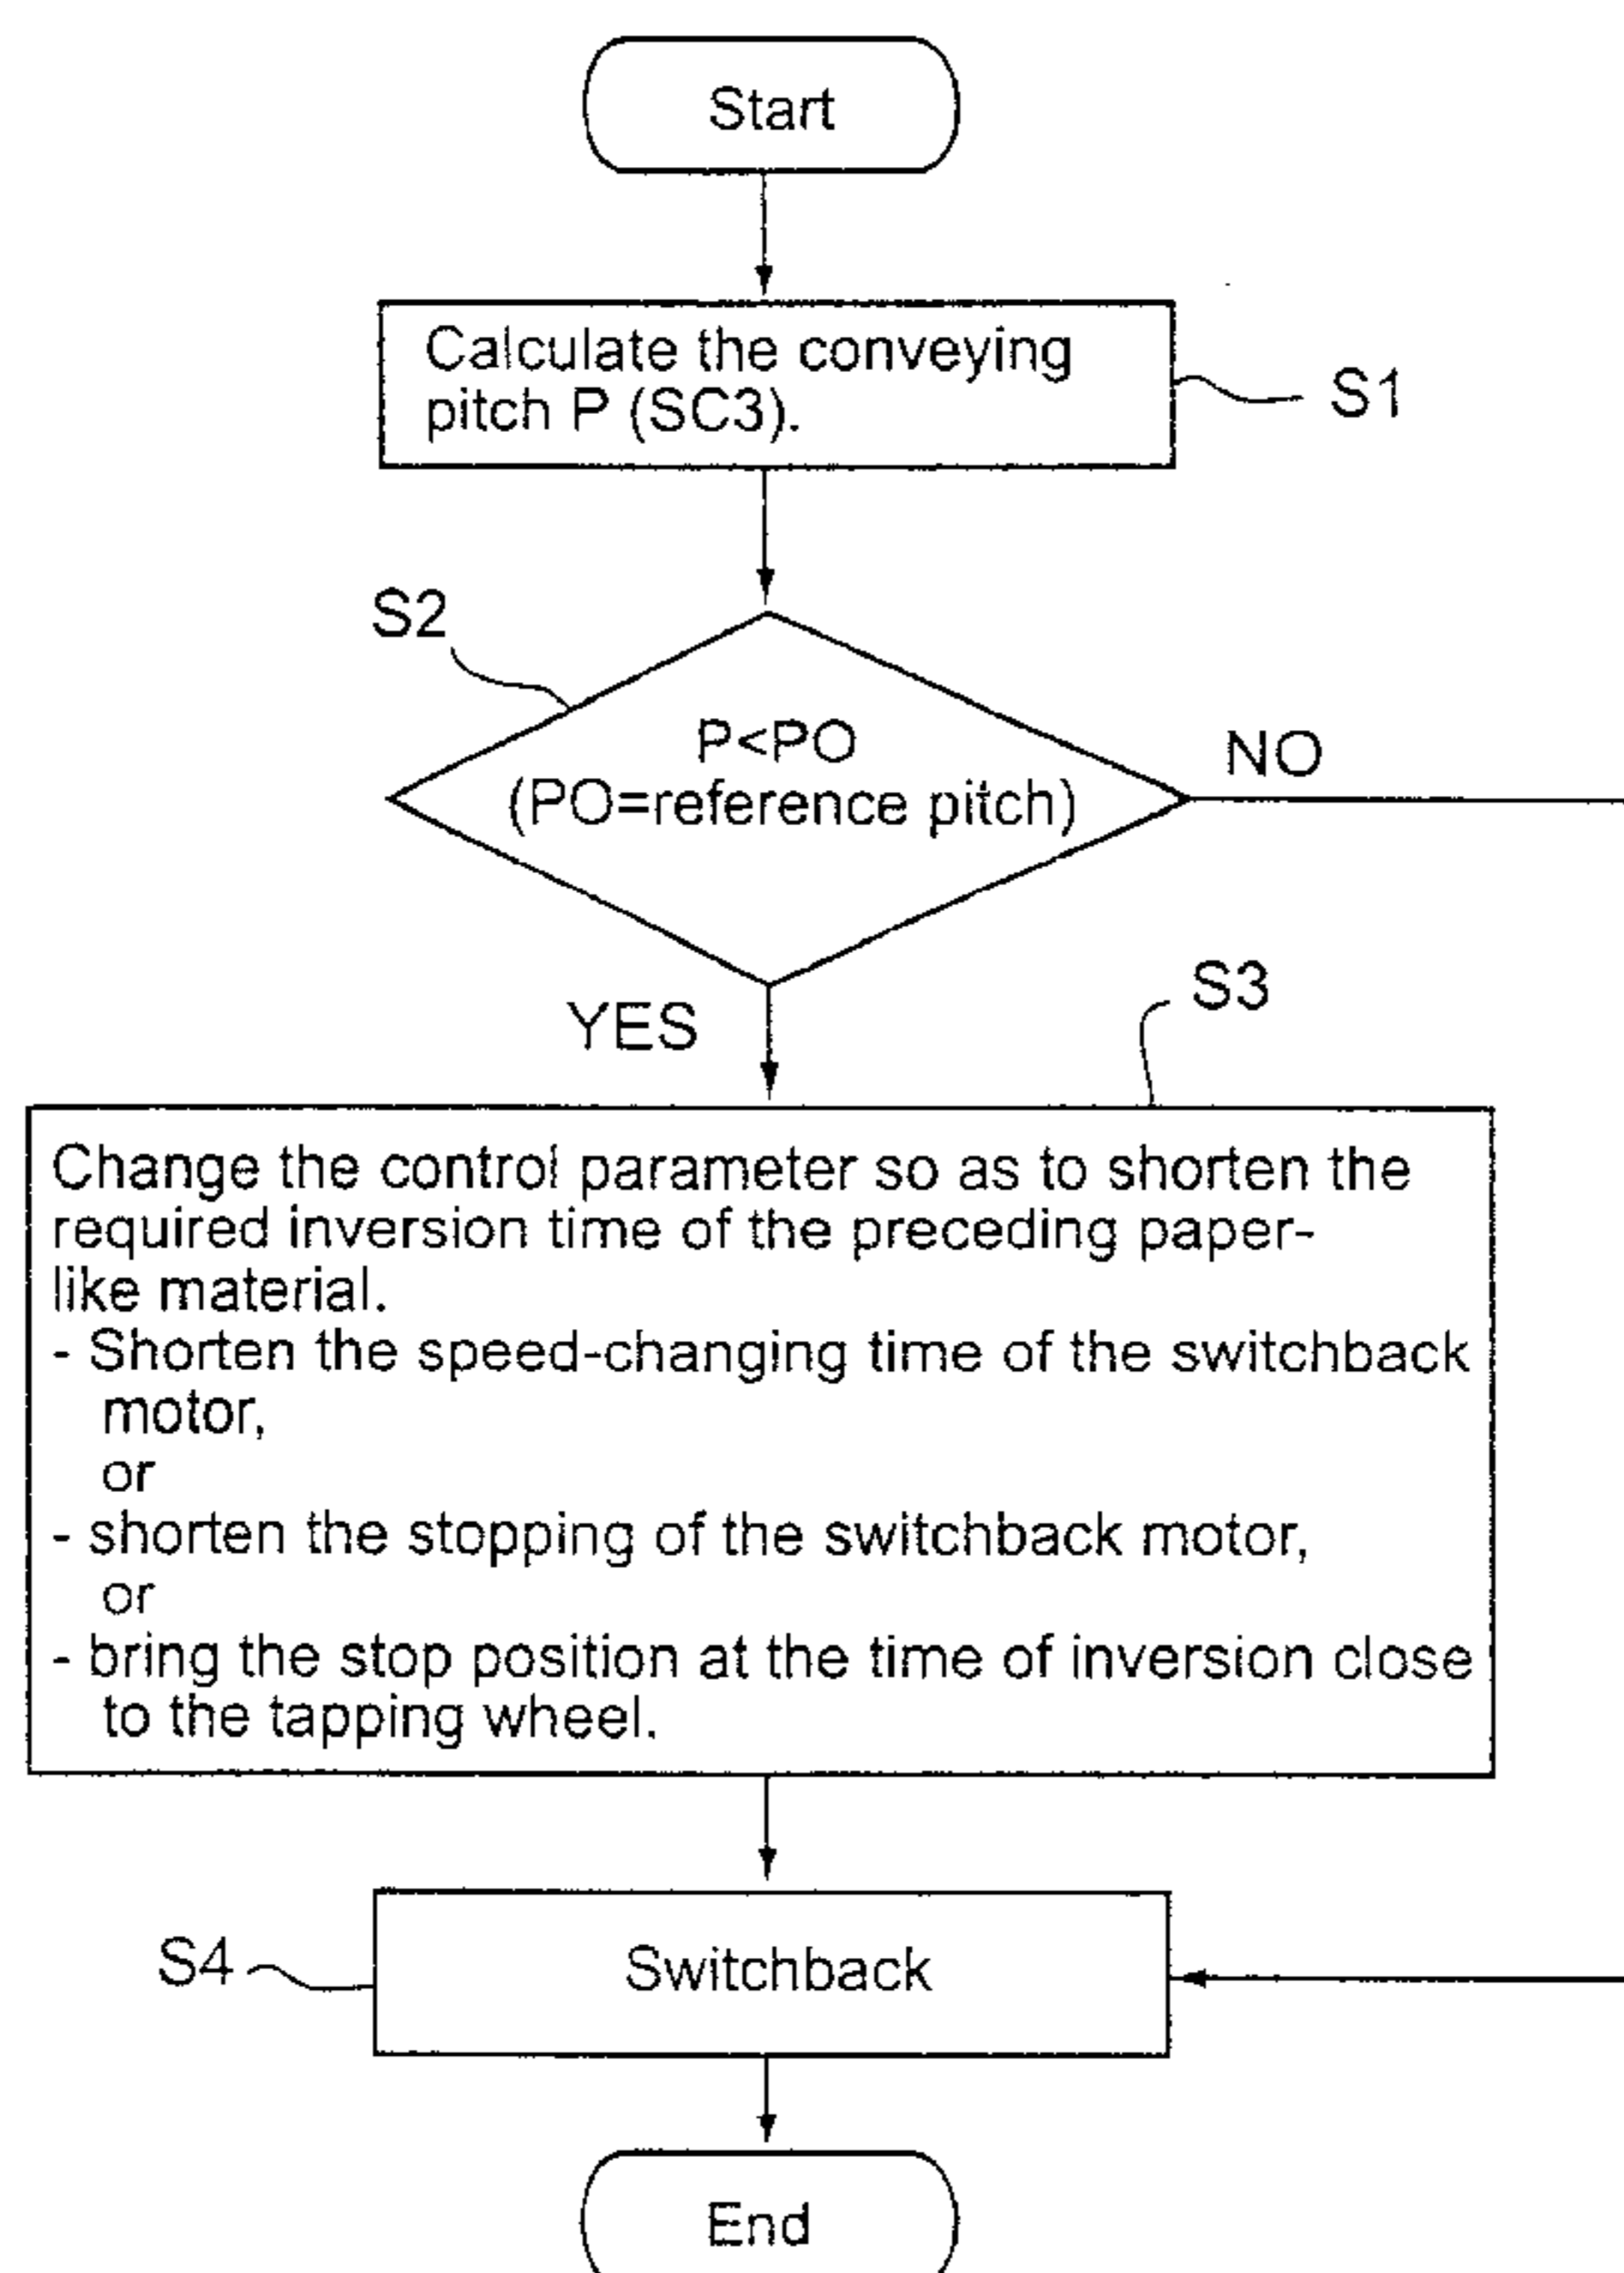 Start
Calculate the conveying
pitch P (SC3).
S1
S2
P<PO
(PO=reference pitch)
NO
YES
S3
Change the control parameter so as to shorten the
required inversion time of the preceding paper-
like material.
- Shorten the speed-changing time of the switchback
motor,
or
- shorten the stopping of the switchback motor,
or
- bring the stop position at the time of inversion close
to the tapping wheel.
S4
Switchback
End